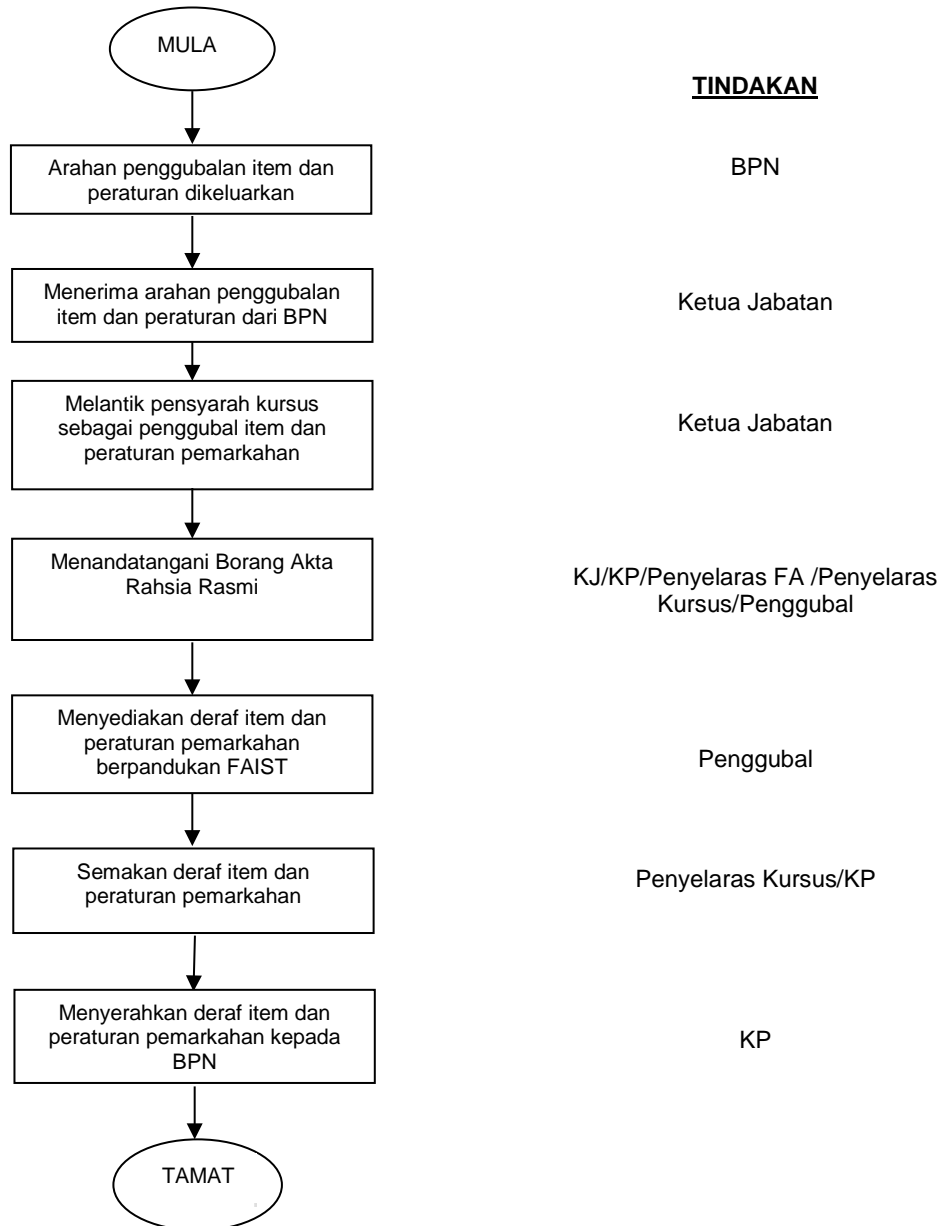 MULA
TINDAKAN
Arahan penggubalan item dan
peraturan dikeluarkan
BPN
Menerima arahan penggubalan
item dan peraturan dari BPN
Ketua Jabatan
Melantik pensyarah kursus
sebagai penggubal item dan
peraturan pemarkahan
Ketua Jabatan
Menandatangani Borang Akta
Rahsia Rasmi
KJ/KP/Penyelaras FA /Penyelaras
Kursus/Penggubal
Menyediakan deraf item dan
peraturan pemarkahan
berpandukan FAIST
Penggubal
Semakan deraf item dan
peraturan pemarkahan
Penyelaras Kursus/KP
Menyerahkan deraf item dan
peraturan pemarkahan kepada
BPN
KP
TAMAT